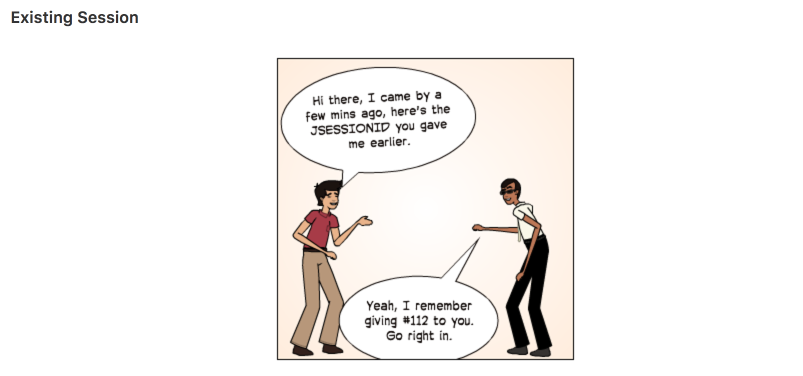 Existing Session
Hi there, I came by a
few mins ago, here's the
JSESSIONID you gave
me earlier.
Yeah, I remember
giving #112 to you.
Go right in.